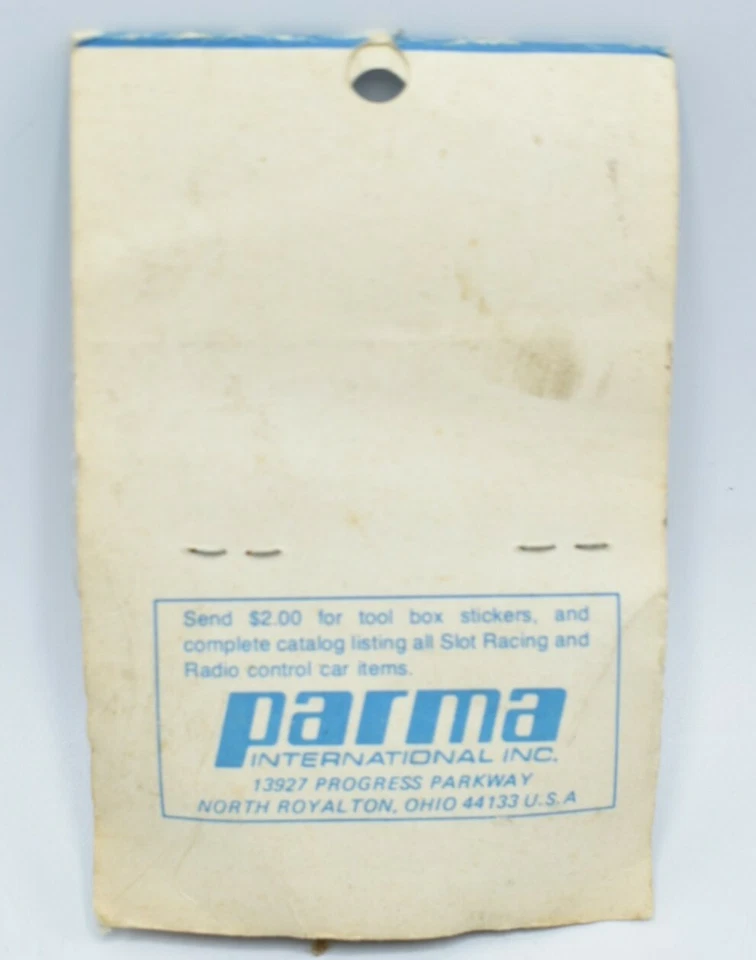 Send $2.00 for tool box stickers, and
complete catalog listing all Slot Racing and
Radio control car items.
parma
INTERNATIONAL INC.
13927 PROGRESS PARKWAY
NORTH ROYALTON, OHIO 44133 U.S.A